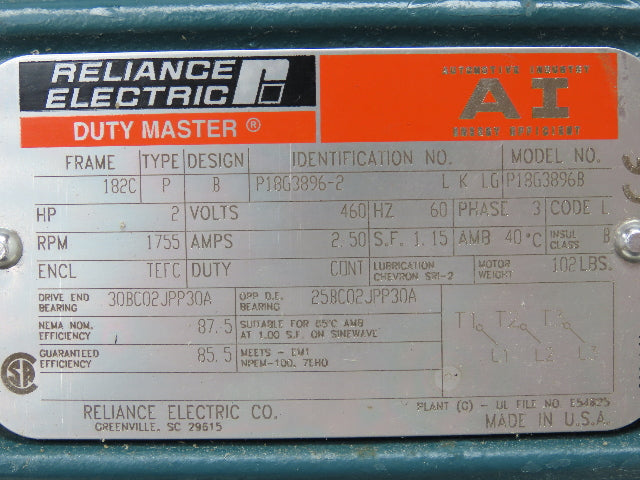 RELIANCE
ELECTRIC
DUTY MASTER ®
AUTOMOTIVE INDUSTRY
AI
ENERGY EFFICIENT
FRAME TYPE DESIGN IDENTIFICATION NO. MODEL NO.
182C P B P18G3896-2 L K LG P18G3896B
HP 2 VOLTS 460 HZ 60 PHASE 3 CODE L
RPM 1755 AMPS 2.50 S.F. 1.15 AMB 40°C INSUL CLASS B
ENCL TEFC DUTY CONT LUBRICATION CHEVRON SRI-2 MOTOR WEIGHT 102LBS.
DRIVE END BEARING 30BC02JPP30A OPP D.E. BEARING 25BC02JPP30A
NEMA NOM. EFFICIENCY 87.5 SUITABLE FOR 65°C AMB
AT 1.00 S.F. ON SINEWAVE
GUARANTEED EFFICIENCY 85.5 MEETS - EM1
NPEM-100. 7EHO
T1 T2 T3
L1 L2 L3
SA
RELIANCE ELECTRIC CO.
GREENVILLE, SC 29615
PLANT (C) - UL FILE NO. E54825
MADE IN U.S.A.